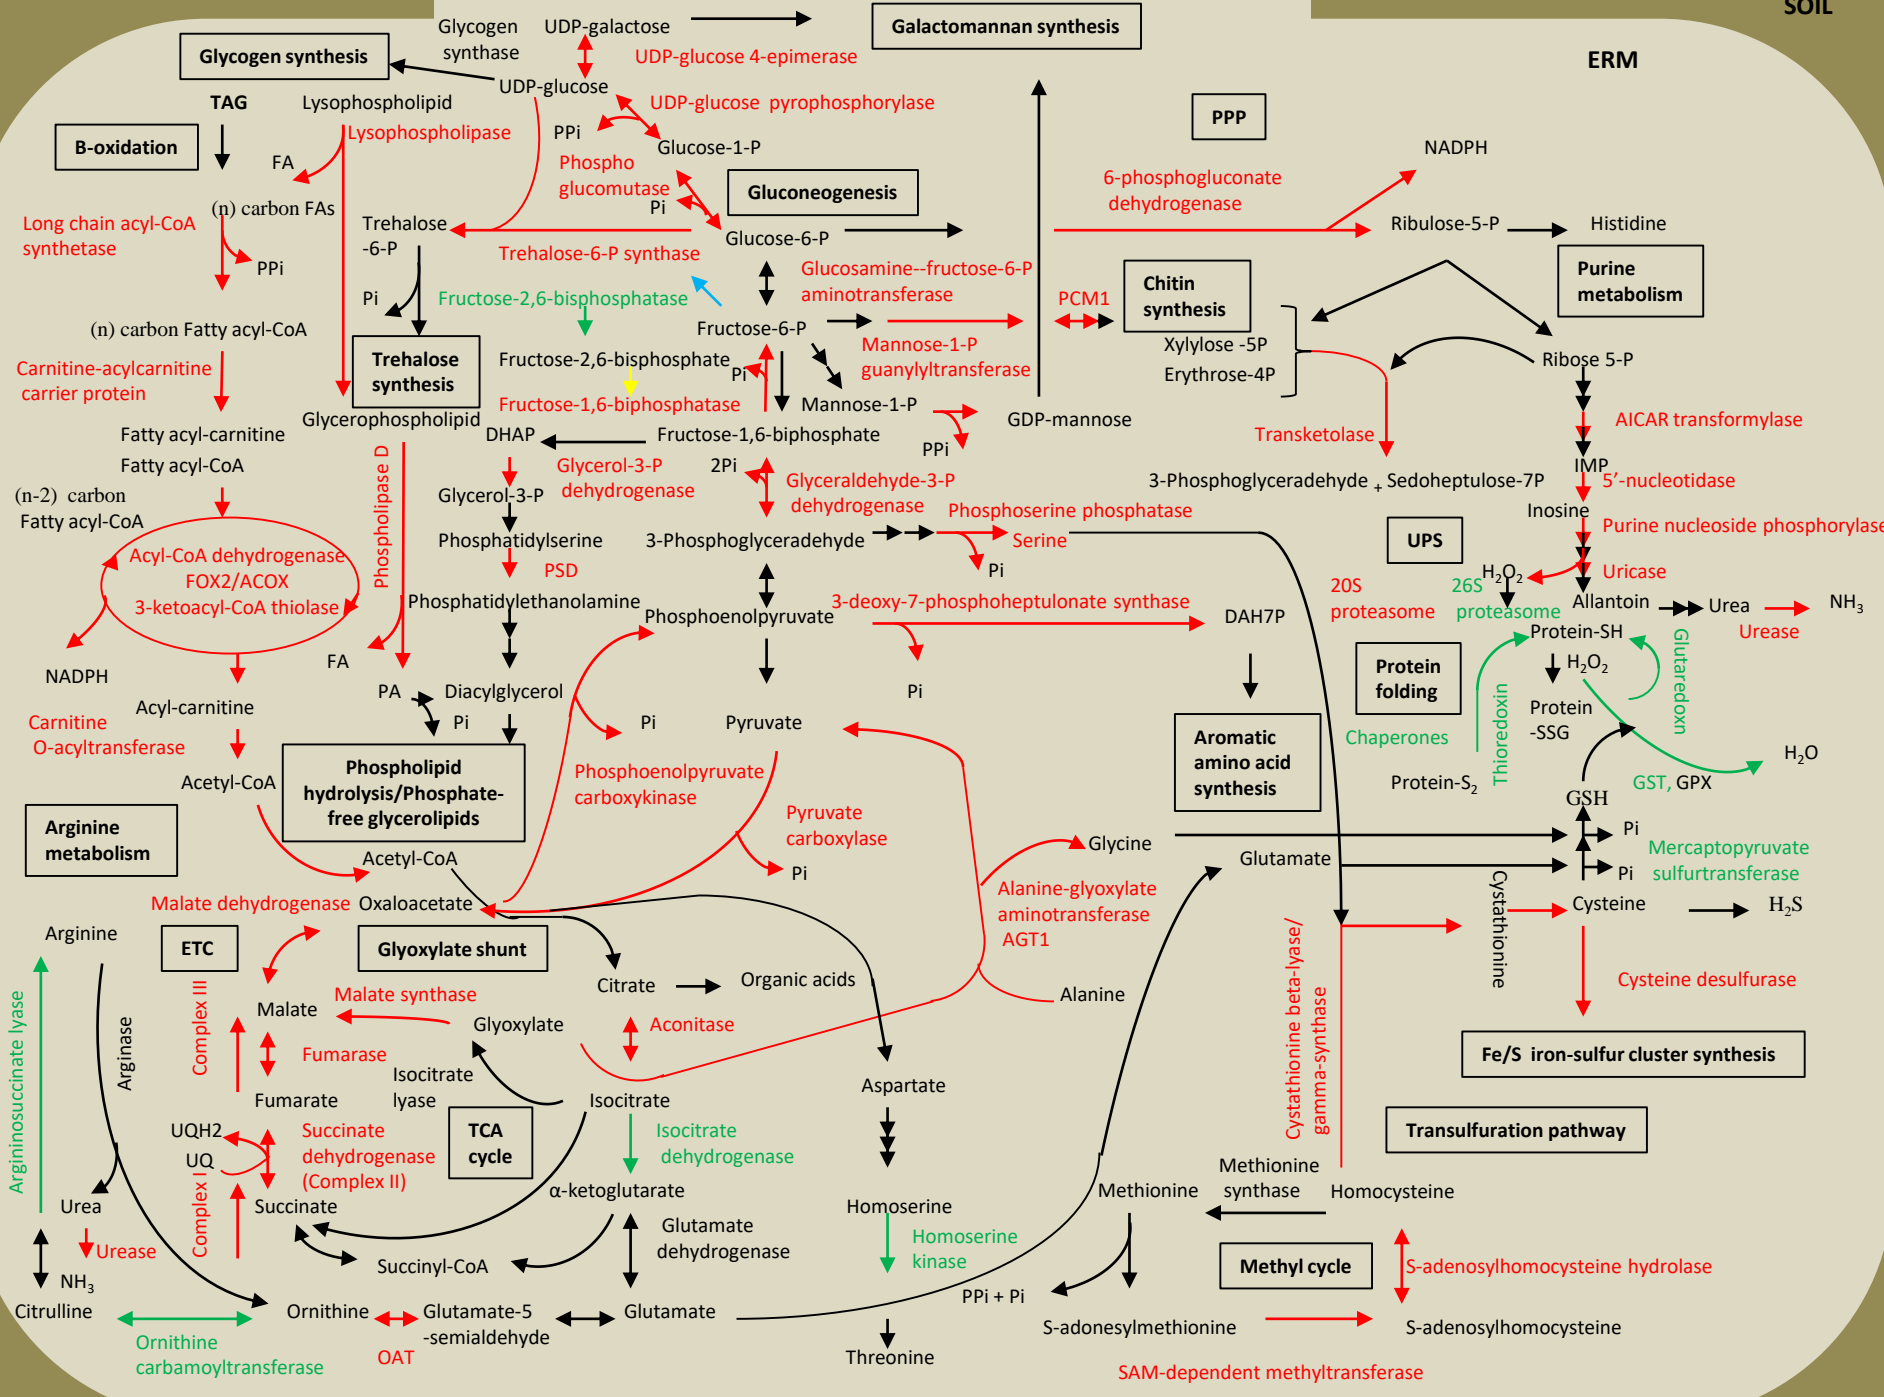 SOIL
ERM
Glycogen
synthase
UDP-galactose
Galactomannan synthesis
Glycogen synthesis
UDP-glucose 4-epimerase
UDP-glucose
TAG
Lysophospholipid
UDP-glucose pyrophosphorylase
PPP
B-oxidation
Lysophospholipase
PPi
Glucose-1-P
NADPH
FA
Phospho
glucomutase
Pi
Gluconeogenesis
6-phosphogluconate
dehydrogenase
(n) carbon FAs
Long chain acyl-CoA
synthetase
Trehalose
-6-P
Glucose-6-P
Ribulose-5-P
Histidine
Trehalose-6-P synthase
PPi
Glucosamine--fructose-6-P
aminotransferase
Chitin
synthesis
Purine
metabolism
Pi
Fructose-2,6-bisphosphatase
PCM1
(n) carbon Fatty acyl-CoA
Fructose-6-P
Trehalose
synthesis
Fructose-2,6-bisphosphate
Pi
Mannose-1-P
guanylyltransferase
Xylylose -5P
Erythrose-4P
Ribose 5-P
Carnitine-acylcarnitine
carrier protein
Fructose-1,6-biphosphatase
Mannose-1-P
Glycerophospholipid
GDP-mannose
AICAR transformylase
Fatty acyl-carnitine
DHAP
Fructose-1,6-biphosphate
PPi
Transketolase
Fatty acyl-CoA
Phospholipase D
Glycerol-3-P
dehydrogenase
2Pi
Glyceraldehyde-3-P
dehydrogenase
IMP
3-Phosphoglyceradehyde + Sedoheptulose-7P
5’-nucleotidase
(n-2) carbon
Fatty acyl-CoA
Glycerol-3-P
Phosphoserine phosphatase
Inosine
Purine nucleoside phosphorylase
Phosphatidylserine
3-Phosphoglyceradehyde
Serine
UPS
Acyl-CoA dehydrogenase
FOX2/ACOX
3-ketoacyl-CoA thiolase
PSD
Pi
H2O2
Uricase
20S
proteasome
26S
proteasome
Phosphatidylethanolamine
Phosphoenolpyruvate
3-deoxy-7-phosphoheptulonate synthase
DAH7P
Allantoin
Urea
NH3
Urease
Protein-SH
Glutaredoxn
FA
NADPH
Protein
folding
H2O2
PA
Diacylglycerol
Pi
Pi
Acyl-carnitine
Pi
Pyruvate
Thioredoxin
Protein
-SSG
Carnitine
O-acyltransferase
Chaperones
Aromatic
amino acid
synthesis
H2O
Acetyl-CoA
Phospholipid
hydrolysis/Phosphate-
free glycerolipids
Phosphoenolpyruvate
carboxykinase
Protein-S2
GST, GPX
GSH
Arginine
metabolism
Pyruvate
carboxylase
Glycine
Pi
Acetyl-CoA
Glutamate
Mercaptopyruvate
sulfurtransferase
Pi
Pi
Malate dehydrogenase
Oxaloacetate
Alanine-glyoxylate
aminotransferase
AGT1
Cystathionine
Cysteine
H2S
Arginine
ETC
Glyoxylate shunt
Citrate
Organic acids
Cysteine desulfurase
Malate synthase
Alanine
Malate
Complex III
Glyoxylate
Aconitase
Argininosuccinate lyase
Arginase
Fumarase
Cystathionine beta-lyase/
gamma-synthase
Fe/S iron-sulfur cluster synthesis
Isocitrate
lyase
Aspartate
Fumarate
Isocitrate
UQH2
UQ
Succinate
dehydrogenase
(Complex II)
TCA
cycle
Isocitrate
dehydrogenase
Transulfuration pathway
Methionine
synthase
Complex I
α-ketoglutarate
Methionine
Homocysteine
Urea
Succinate
Homoserine
Glutamate
dehydrogenase
Homoserine
kinase
Urease
Succinyl-CoA
Methyl cycle
S-adenosylhomocysteine hydrolase
NH3
PPi + Pi
Citrulline
Ornithine
Glutamate-5
-semialdehyde
Glutamate
S-adonesylmethionine
S-adenosylhomocysteine
Ornithine
carbamoyltransferase
OAT
Threonine
SAM-dependent methyltransferase